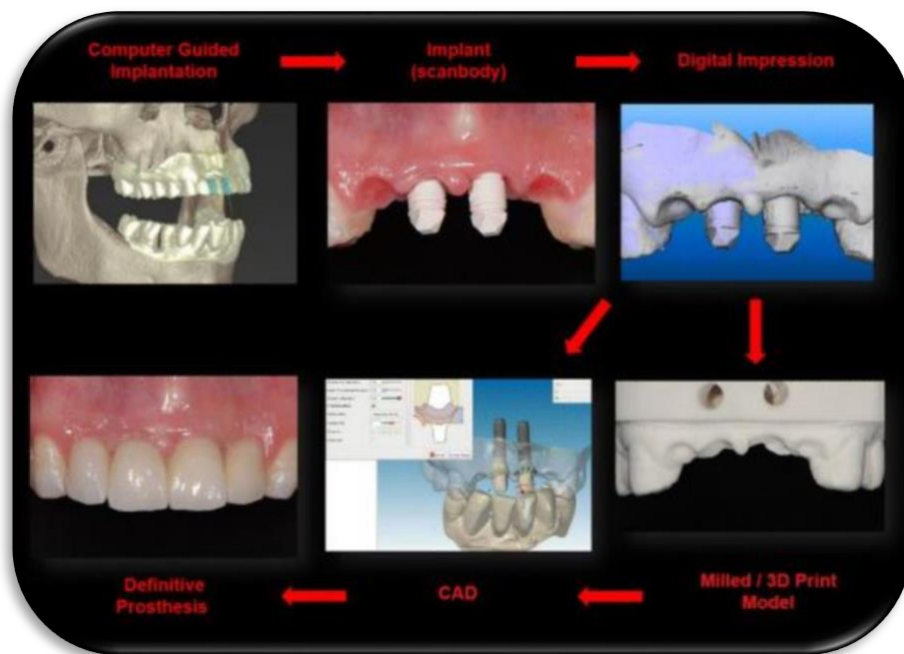 Computer Guided
Implantation
Implant
(scanbody)
Digital Impression
Definitive
Prosthesis
CAD
Milled / 3D Print
Model